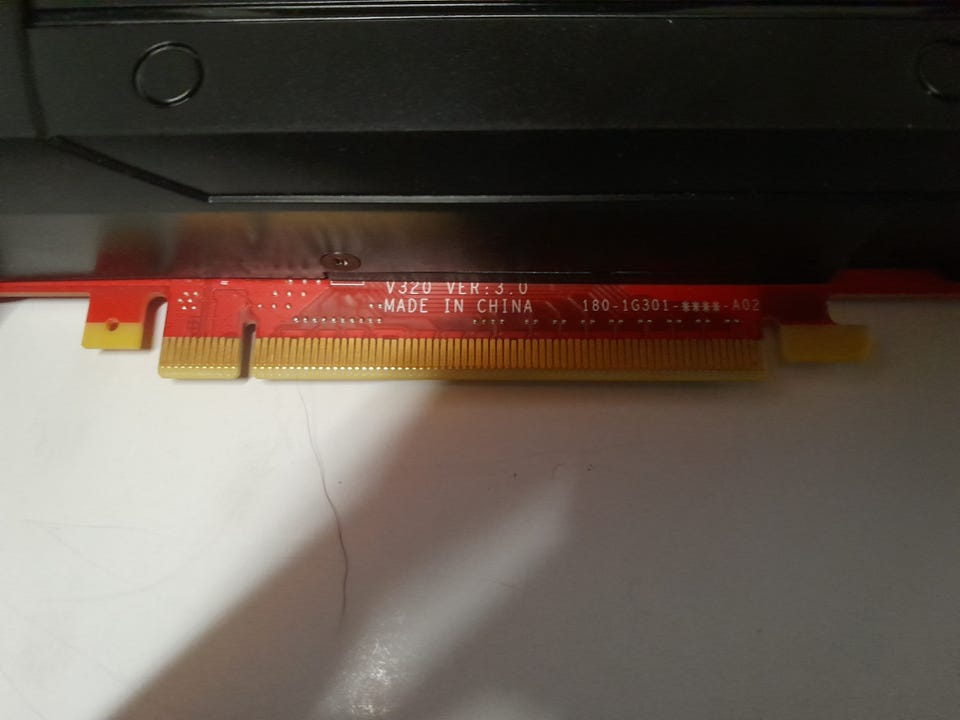 V320 VER:3.0
MADE IN CHINA
180-1G301-****-A02